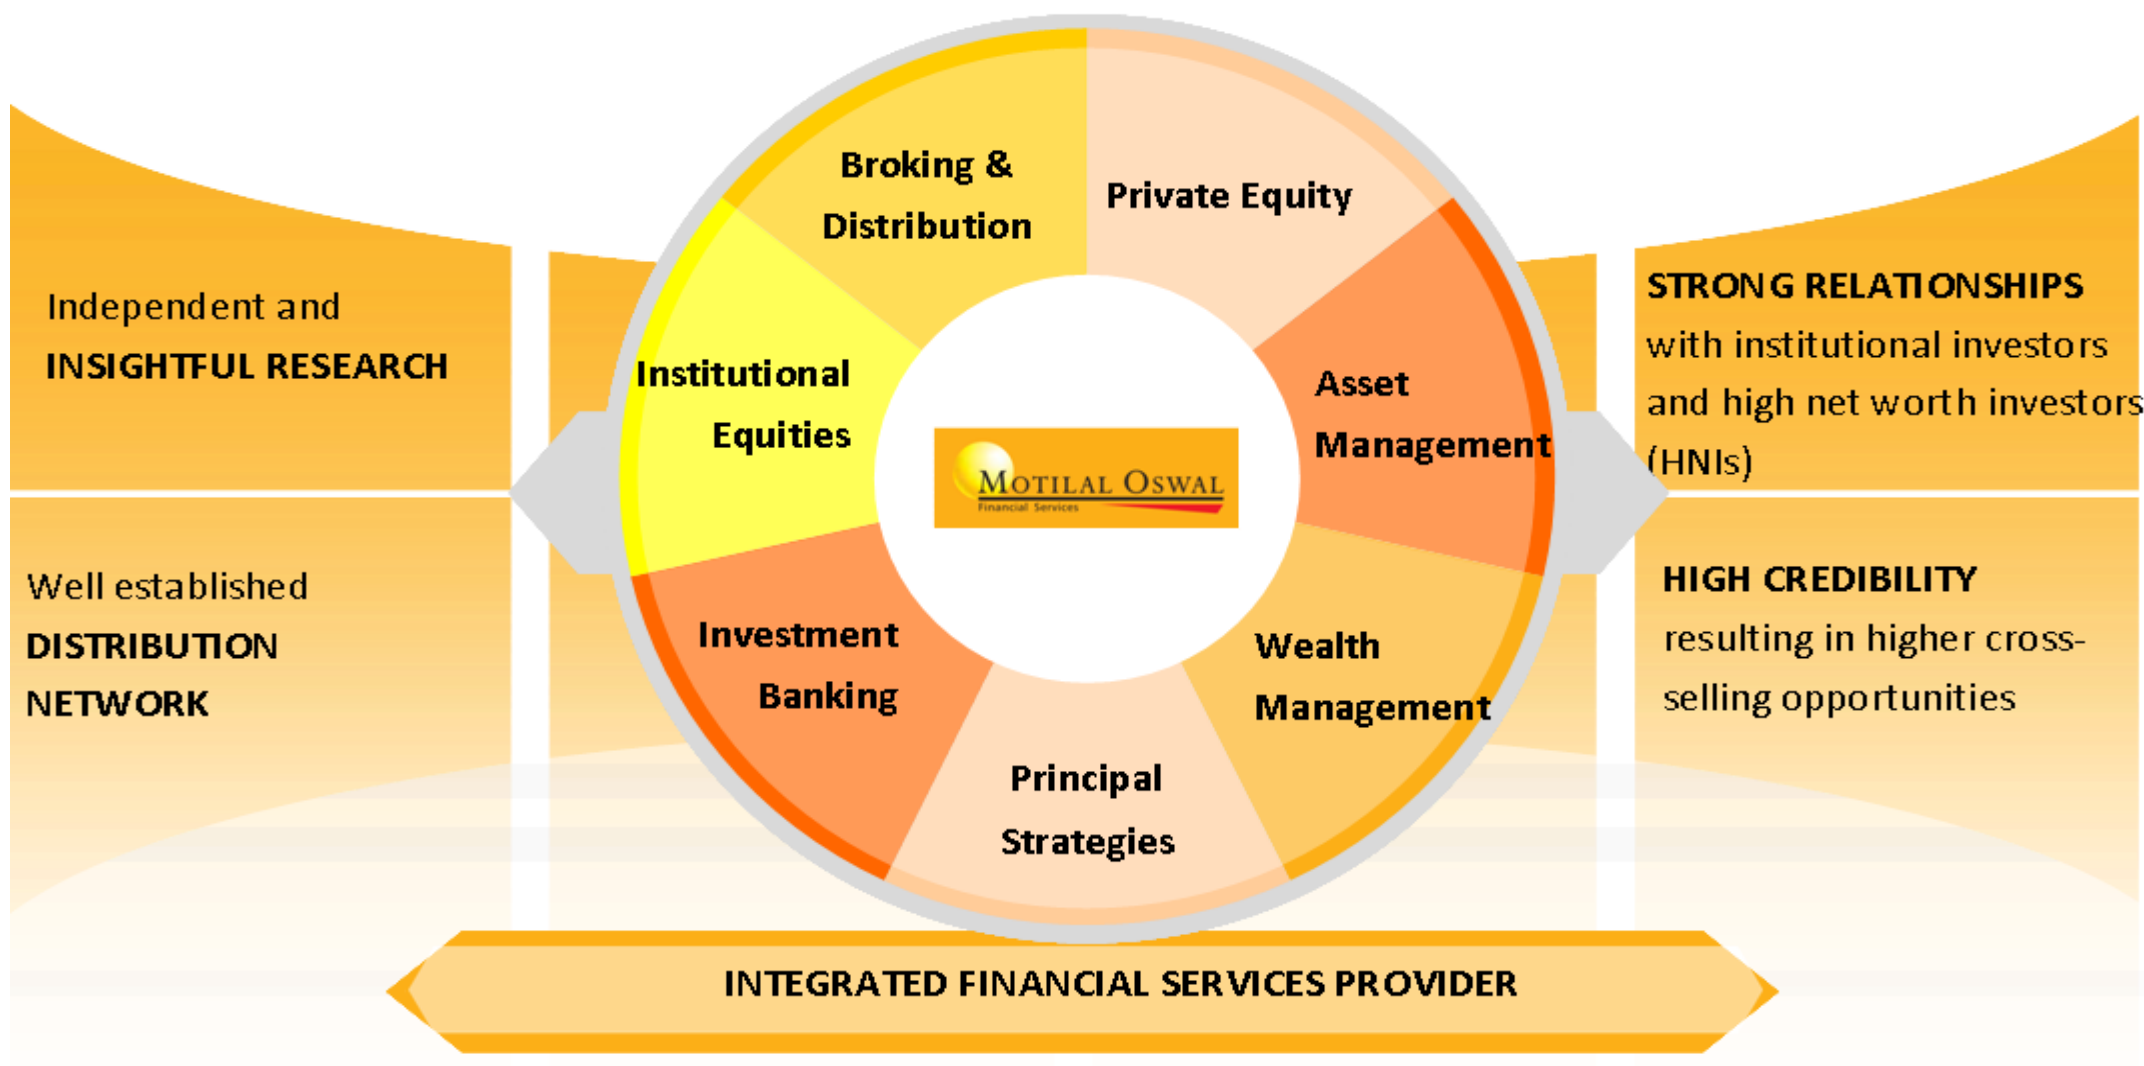 Broking &
Distribution
Private Equity
Independent and
INSIGHTFUL RESEARCH
Institutional
Equities
Asset
Management
STRONG RELATIONSHIPS
with institutional investors
and high net worth investors
(HNIs)
MOTILAL OSWAL
Financial Services
Well established
DISTRIBUTION
NETWORK
Investment
Banking
Wealth
Management
HIGH CREDIBILITY
resulting in higher cross-
selling opportunities
Principal
Strategies
INTEGRATED FINANCIAL SERVICES PROVIDER